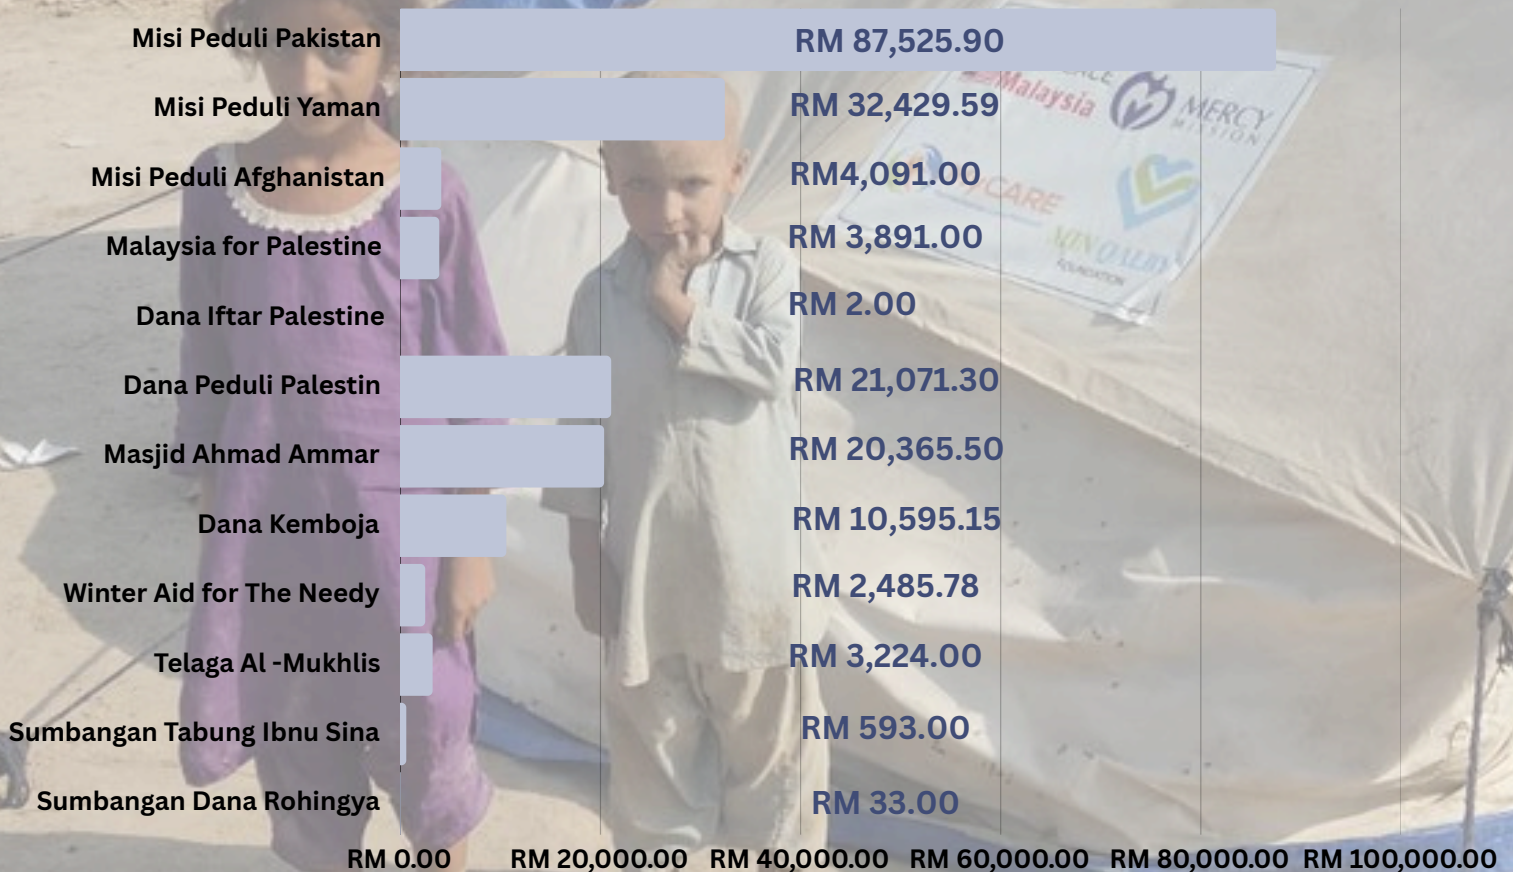 Misi Peduli Pakistan RM 87,525.90
Malaysia
MERCY
MISSION
Misi Peduli Yaman RM 32,429.59
Misi Peduli Afghanistan RM4,091.00
Malaysia for Palestine RM 3,891.00
FOUNDATION
Dana Iftar Palestine RM 2.00
Dana Peduli Palestin RM 21,071.30
Masjid Ahmad Ammar RM 20,365.50
Dana Kemboja RM 10,595.15
Winter Aid for The Needy RM 2,485.78
Telaga Al -Mukhlis RM 3,224.00
Sumbangan Tabung Ibnu Sina RM 593.00
Sumbangan Dana Rohingya RM 33.00
RM 0.00 RM 20,000.00 RM 40,000.00 RM 60,000.00 RM 80,000.00 RM 100,000.00